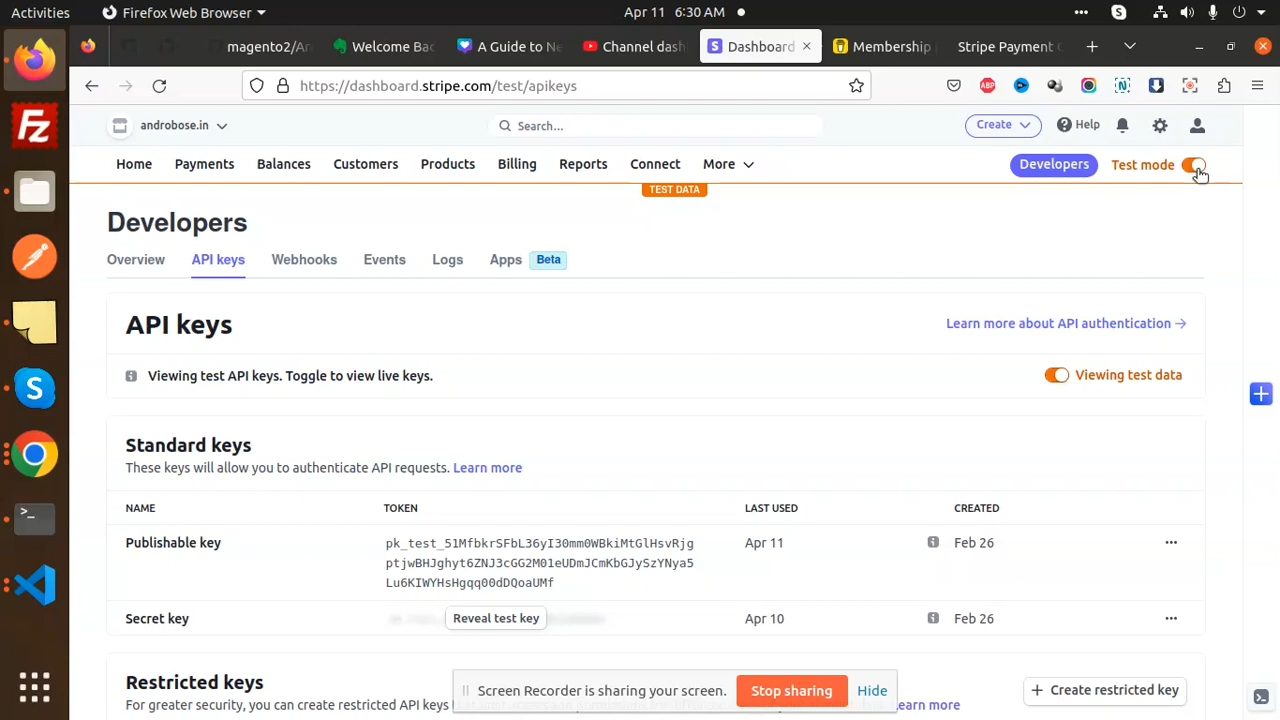 Activities
Firefox Web Browser
Apr 11 6:30 AM
magento2/Ar
Welcome Bac
A Guide to Ne
Channel dash
Dashboard
Membership
Stripe Payment
https://dashboard.stripe.com/test/apikeys
androbose.in
Search...
Create
Help
Home
Payments
Balances
Customers
Products
Billing
Reports
Connect
More
Developers
Test mode
TEST DATA
Developers
Overview
API keys
Webhooks
Events
Logs
Apps
Beta
API keys
Learn more about API authentication →
Viewing test API keys. Toggle to view live keys.
Viewing test data
Standard keys
These keys will allow you to authenticate API requests. Learn more
NAME
TOKEN
LAST USED
CREATED
Publishable key
pk_test_51MfbkrSFbL36yI30mm0WBkiMtGlHsvRjg
ptjwBHJghyt6ZNJ3cGG2M01eUDmJCmKbGJySzYNya5
Lu6KIWYHsHgqq00dDQoaUMf
Apr 11
Feb 26
Secret key
Reveal test key
Apr 10
Feb 26
Restricted keys
For greater security, you can create restricted API keys
Learn more
+ Create restricted key
Screen Recorder is sharing your screen.
Stop sharing
Hide